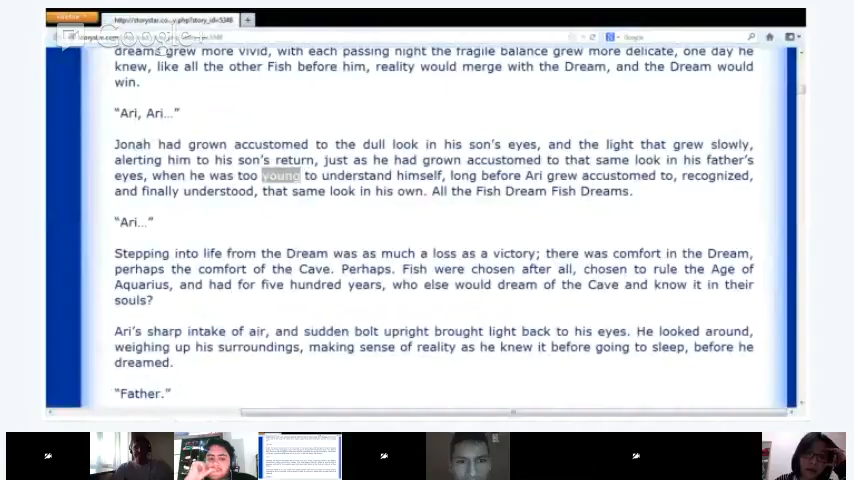 http://storystar.co...v.php?story_id=5348
Google+
Google
dreams grew more vivid, with each passing night the fragile balance grew more delicate, one day he
knew, like all the other Fish before him, reality would merge with the Dream, and the Dream would
win.
“Ari, Ari…”
Jonah had grown accustomed to the dull look in his son’s eyes, and the light that grew slowly,
alerting him to his son’s return, just as he had grown accustomed to that same look in his father’s
eyes, when he was too young to understand himself, long before Ari grew accustomed to, recognized,
and finally understood, that same look in his own. All the Fish Dream Fish Dreams.
“Ari…”
Stepping into life from the Dream was as much a loss as a victory; there was comfort in the Dream,
perhaps the comfort of the Cave. Perhaps. Fish were chosen after all, chosen to rule the Age of
Aquarius, and had for five hundred years, who else would dream of the Cave and know it in their
souls?
Ari’s sharp intake of air, and sudden bolt upright brought light back to his eyes. He looked around,
weighing up his surroundings, making sense of reality as he knew it before going to sleep, before he
dreamed.
“Father.”